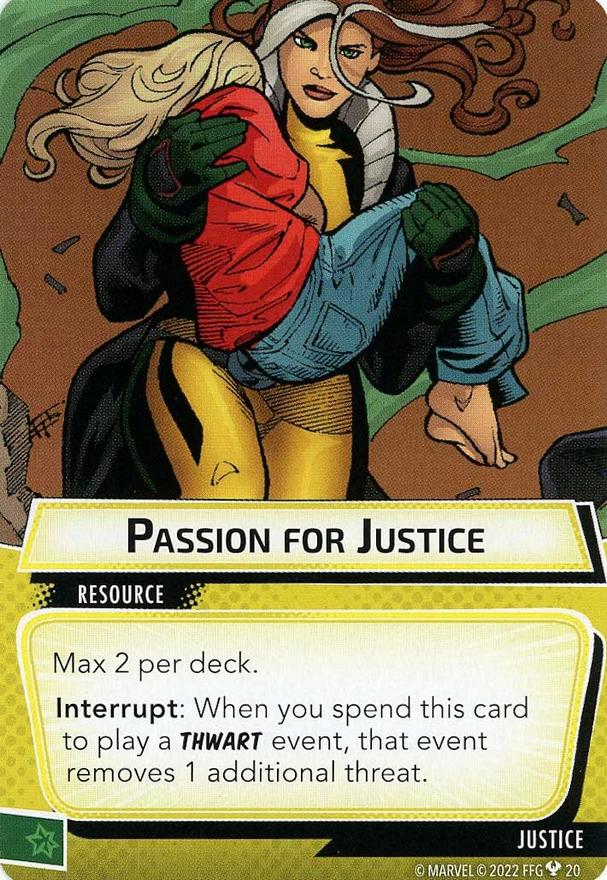 PASSION FOR JUSTICE
RESOURCE
Max 2 per deck.
Interrupt: When you spend this card
to play a THWART event, that event
removes 1 additional threat.
JUSTICE
© MARVEL © 2022 FFG 20